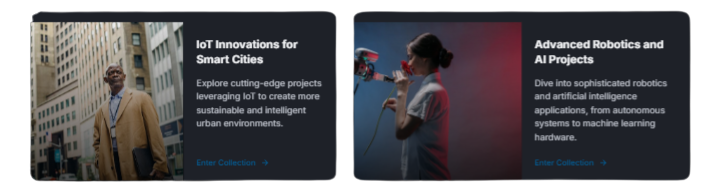 IoT Innovations for
Smart Cities
Explore cutting-edge projects
leveraging IoT to create more
sustainable and intelligent
urban environments.
Enter Collection →
Advanced Robotics and
AI Projects
Dive into sophisticated robotics
and artificial intelligence
applications, from autonomous
systems to machine learning
hardware.
Enter Collection →